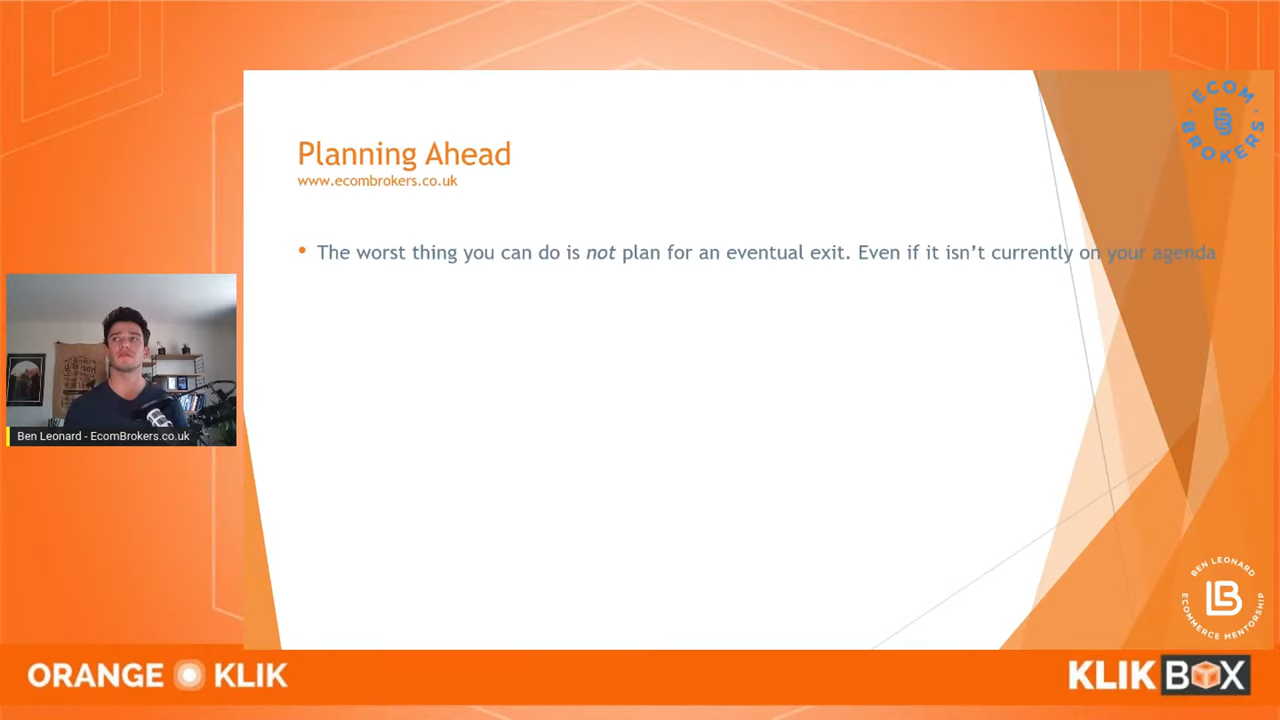 Planning Ahead
www.ecombrokers.co.uk
• The worst thing you can do is not plan for an eventual exit. Even if it isn’t currently on your agenda
ECOM BROKERS
Ben Leonard - EcomBrokers.co.uk
BEN LEONARD
LB
ECOMMERCE MENTORSHIP
ORANGE KLIK
KLIKBOX